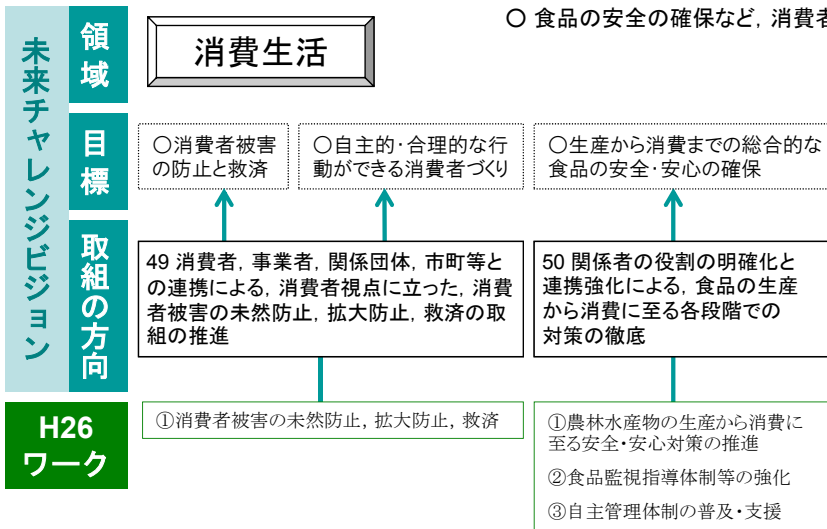 ○ 食品の安全の確保など，消費者
未来チャレンジビジョン
領域
消費生活
目標
○消費者被害
の防止と救済
○自主的・合理的な行
動ができる消費者づくり
○生産から消費までの総合的な
食品の安全・安心の確保
取組の方向
49 消費者，事業者，関係団体，市町等と
の連携による，消費者視点に立った，消費
者被害の未然防止，拡大防止，救済の取
組の推進
50 関係者の役割の明確化と
連携強化による，食品の生産
から消費に至る各段階での
対策の徹底
H26
ワーク
①消費者被害の未然防止，拡大防止，救済
①農林水産物の生産から消費に
至る安全・安心対策の推進
②食品監視指導体制等の強化
③自主管理体制の普及・支援